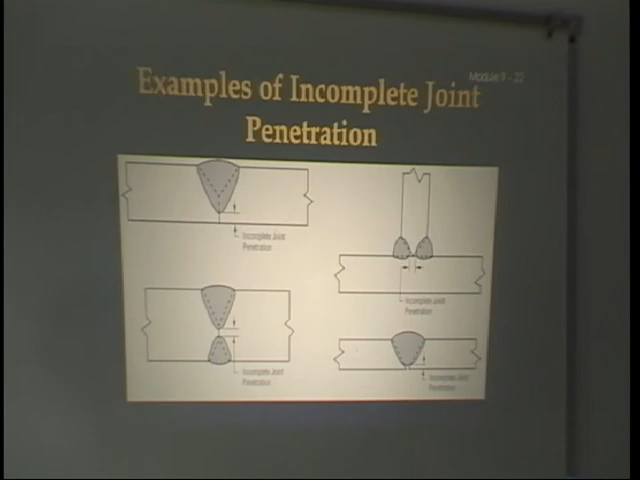 Module 9 - 22
Examples of Incomplete Joint
Penetration
Incomplete Joint
Penetration
Incomplete Joint
Penetration
Incomplete Joint
Penetration
Incomplete Joint
Penetration